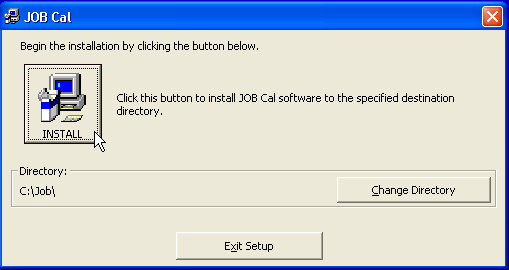 JOB Cal
Begin the installation by clicking the button below.
INSTALL
Click this button to install JOB Cal software to the specified destination
directory.
Directory:
C:\Job\
Change Directory
Exit Setup